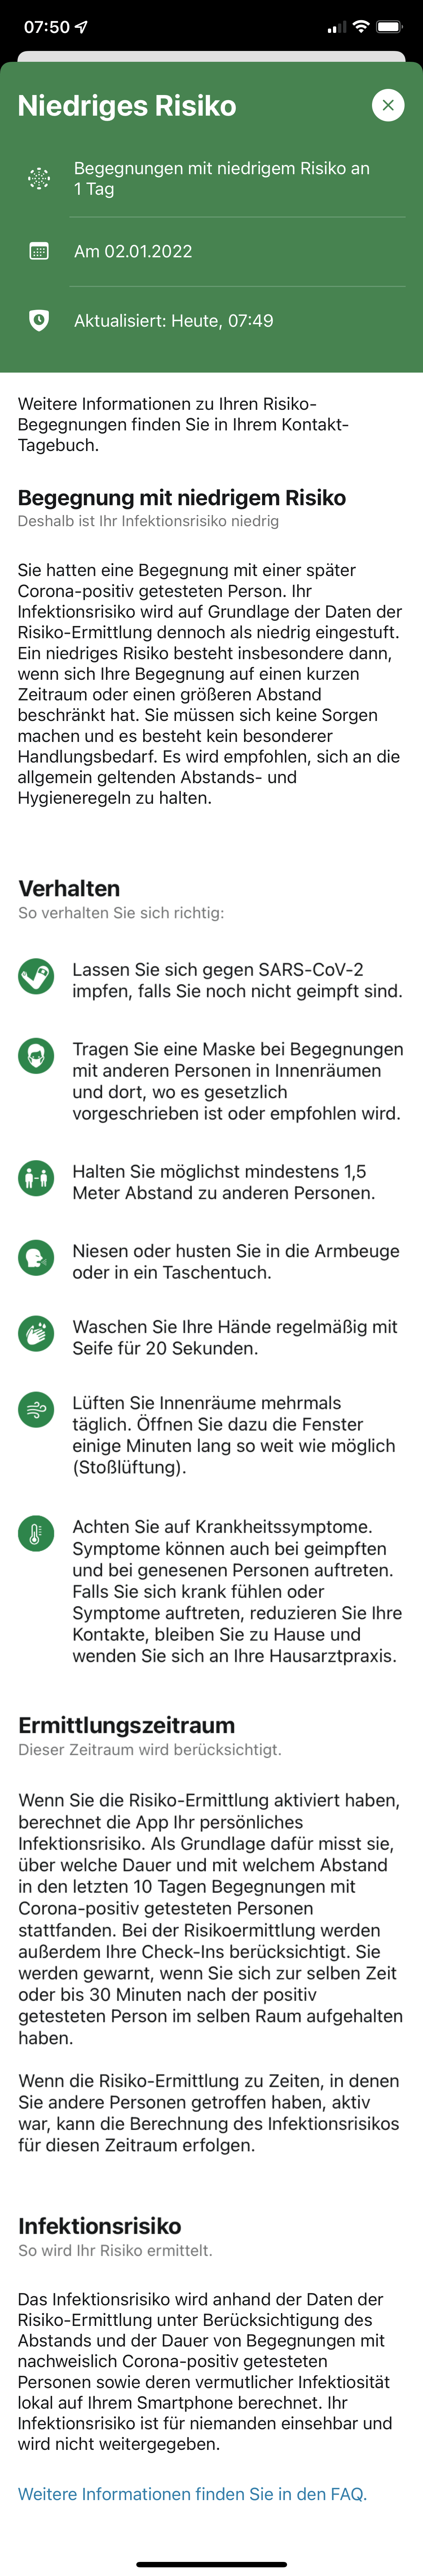 07:50
Niedriges Risiko
Begegnungen mit niedrigem Risiko an
1 Tag
Am 02.01.2022
Aktualisiert: Heute, 07:49
Weitere Informationen zu Ihren Risiko-
Begegnungen finden Sie in Ihrem Kontakt-
Tagebuch.
Begegnung mit niedrigem Risiko
Deshalb ist Ihr Infektionsrisiko niedrig
Sie hatten eine Begegnung mit einer später
Corona-positiv getesteten Person. Ihr
Infektionsrisiko wird auf Grundlage der Daten der
Risiko-Ermittlung dennoch als niedrig eingestuft.
Ein niedriges Risiko besteht insbesondere dann,
wenn sich Ihre Begegnung auf einen kurzen
Zeitraum oder einen größeren Abstand
beschränkt hat. Sie müssen sich keine Sorgen
machen und es besteht kein besonderer
Handlungsbedarf. Es wird empfohlen, sich an die
allgemein geltenden Abstands- und
Hygieneregeln zu halten.
Verhalten
So verhalten Sie sich richtig:
Lassen Sie sich gegen SARS-CoV-2
impfen, falls Sie noch nicht geimpft sind.
Tragen Sie eine Maske bei Begegnungen
mit anderen Personen in Innenräumen
und dort, wo es gesetzlich
vorgeschrieben ist oder empfohlen wird.
Halten Sie möglichst mindestens 1,5
Meter Abstand zu anderen Personen.
Niesen oder husten Sie in die Armbeuge
oder in ein Taschentuch.
Waschen Sie Ihre Hände regelmäßig mit
Seife für 20 Sekunden.
Lüften Sie Innenräume mehrmals
täglich. Öffnen Sie dazu die Fenster
einige Minuten lang so weit wie möglich
(Stoßlüftung).
Achten Sie auf Krankheitssymptome.
Symptome können auch bei geimpften
und bei genesenen Personen auftreten.
Falls Sie sich krank fühlen oder
Symptome auftreten, reduzieren Sie Ihre
Kontakte, bleiben Sie zu Hause und
wenden Sie sich an Ihre Hausarztpraxis.
Ermittlungszeitraum
Dieser Zeitraum wird berücksichtigt.
Wenn Sie die Risiko-Ermittlung aktiviert haben,
berechnet die App Ihr persönliches
Infektionsrisiko. Als Grundlage dafür misst sie,
über welche Dauer und mit welchem Abstand
in den letzten 10 Tagen Begegnungen mit
Corona-positiv getesteten Personen
stattfanden. Bei der Risikoermittlung werden
außerdem Ihre Check-Ins berücksichtigt. Sie
werden gewarnt, wenn Sie sich zur selben Zeit
oder bis 30 Minuten nach der positiv
getesteten Person im selben Raum aufgehalten
haben.
Wenn die Risiko-Ermittlung zu Zeiten, in denen
Sie andere Personen getroffen haben, aktiv
war, kann die Berechnung des Infektionsrisikos
für diesen Zeitraum erfolgen.
Infektionsrisiko
So wird Ihr Risiko ermittelt.
Das Infektionsrisiko wird anhand der Daten der
Risiko-Ermittlung unter Berücksichtigung des
Abstands und der Dauer von Begegnungen mit
nachweislich Corona-positiv getesteten
Personen sowie deren vermutlicher Infektiosität
lokal auf Ihrem Smartphone berechnet. Ihr
Infektionsrisiko ist für niemanden einsehbar und
wird nicht weitergegeben.
Weitere Informationen finden Sie in den FAQ.